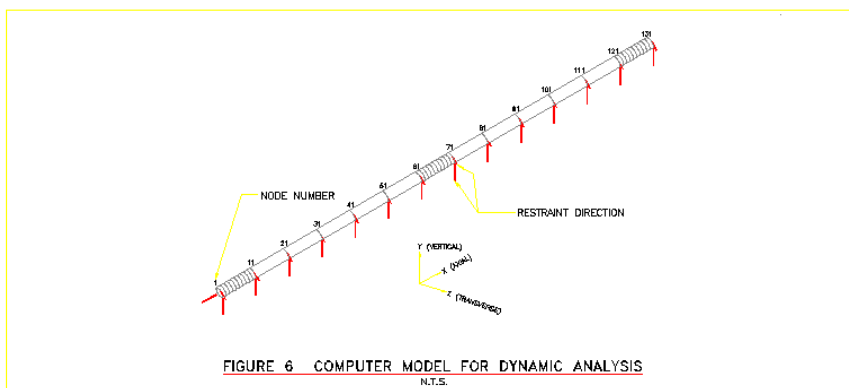 131
121
111
101
91
81
71
61
51
41
31
21
11
1
NODE NUMBER
RESTRAINT DIRECTION
Y (VERTICAL)
X (AXIAL)
Z (TRANSVERSE)
FIGURE 6 COMPUTER MODEL FOR DYNAMIC ANALYSIS
N.T.S.